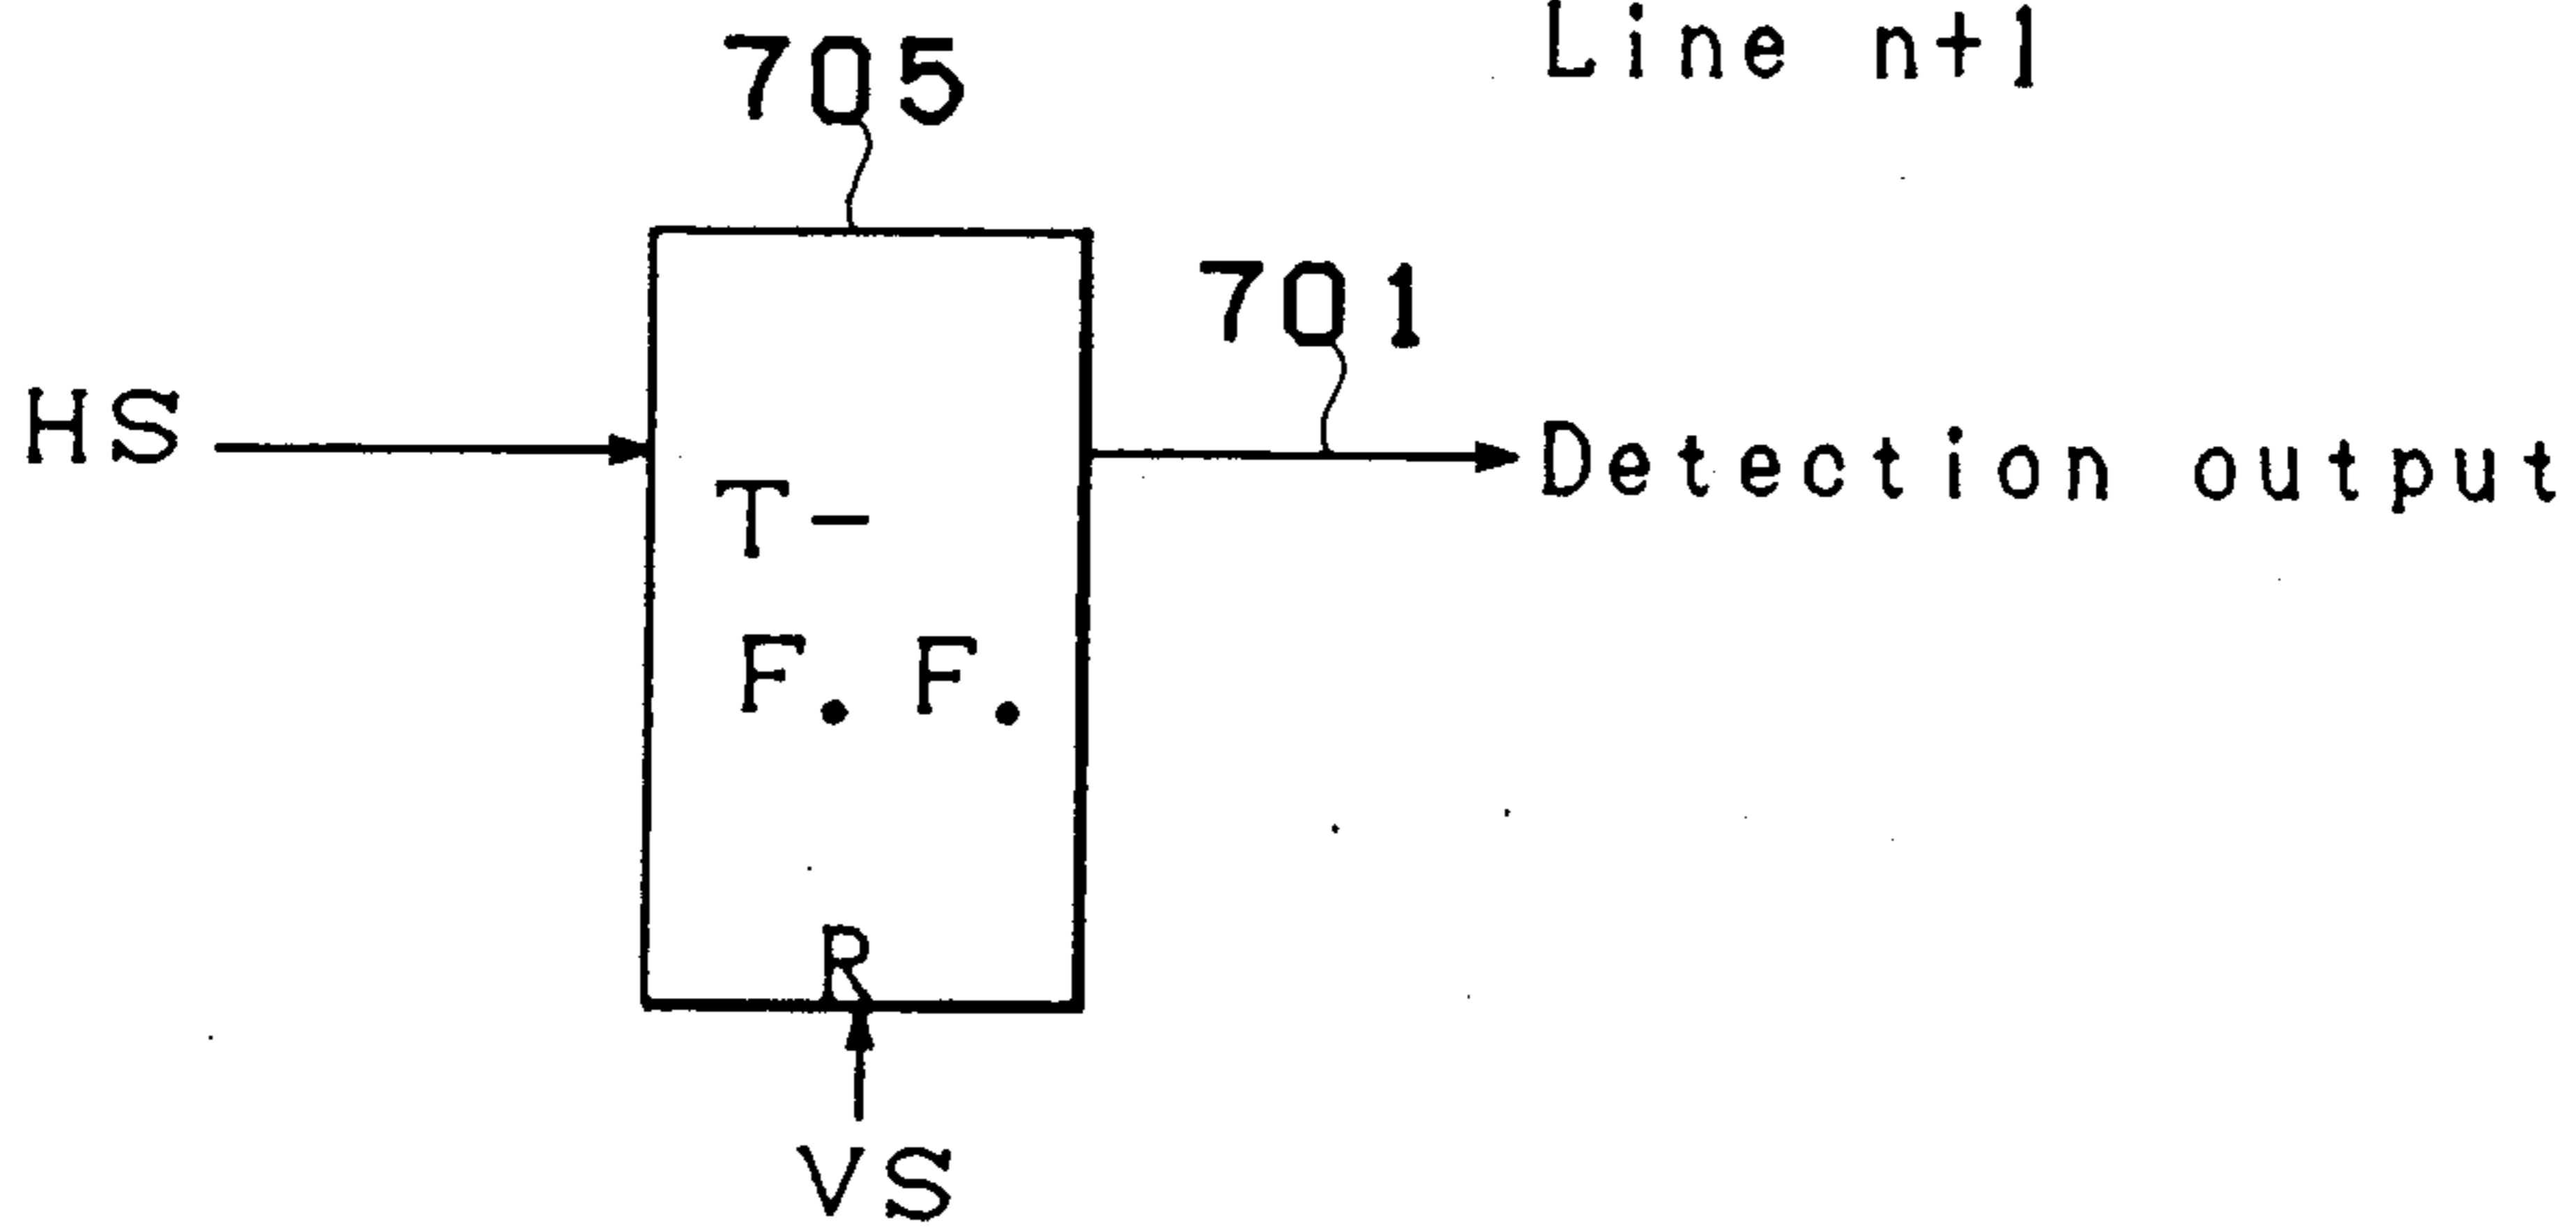 Line n+1
705
701
HS
Detection output
T-
F. F.
R
VS